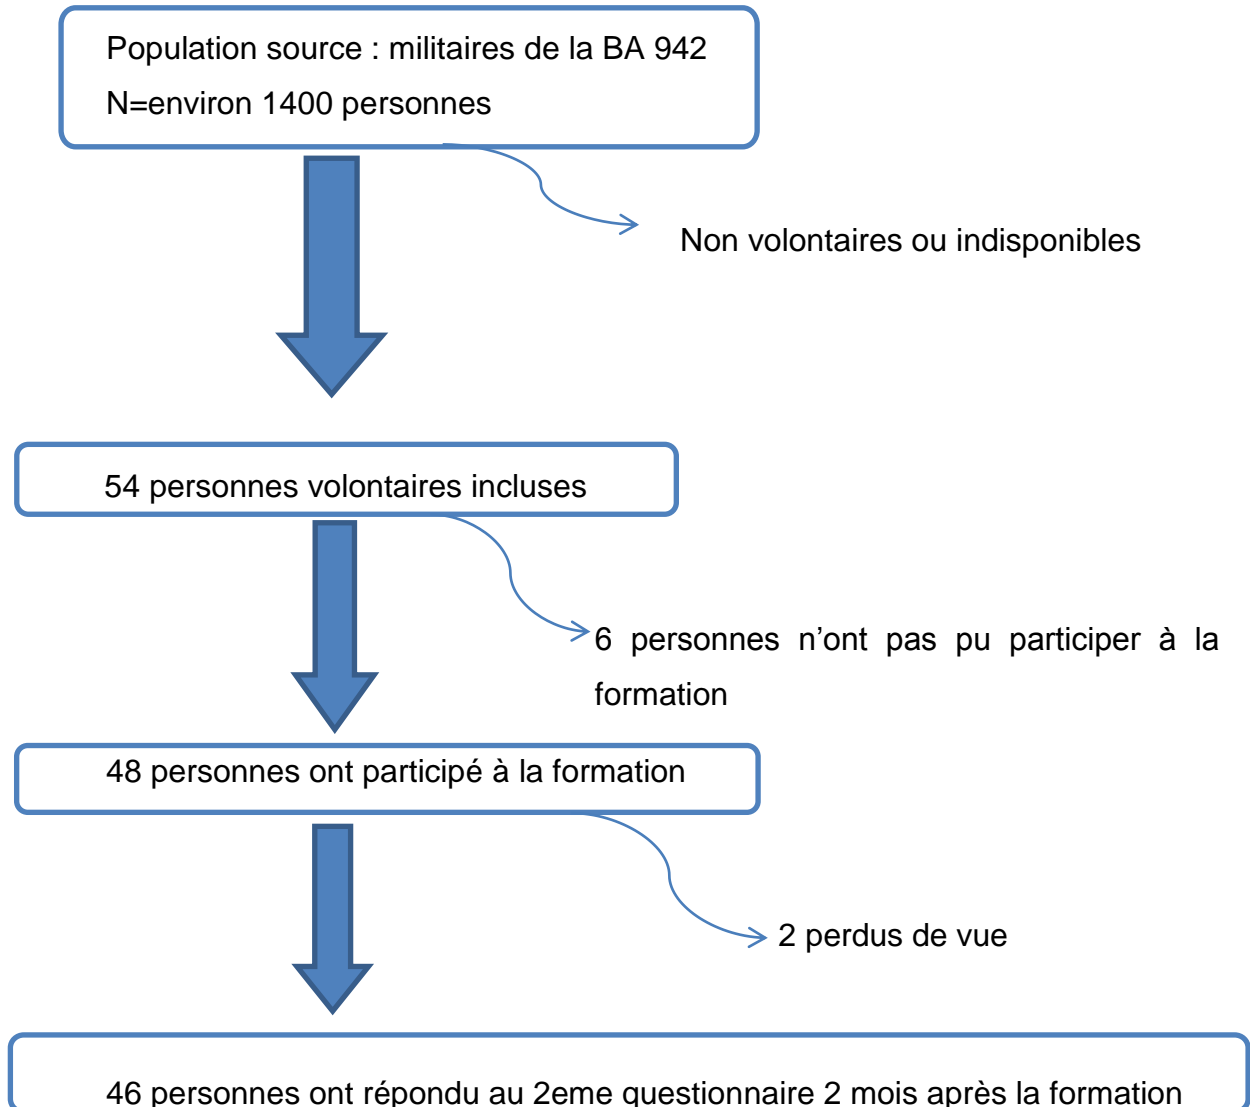 Population source : militaires de la BA 942
N=environ 1400 personnes
Non volontaires ou indisponibles
54 personnes volontaires incluses
6 personnes n’ont pas pu participer à la
formation
48 personnes ont participé à la formation
2 perdus de vue
46 personnes ont répondu au 2eme questionnaire 2 mois après la formation